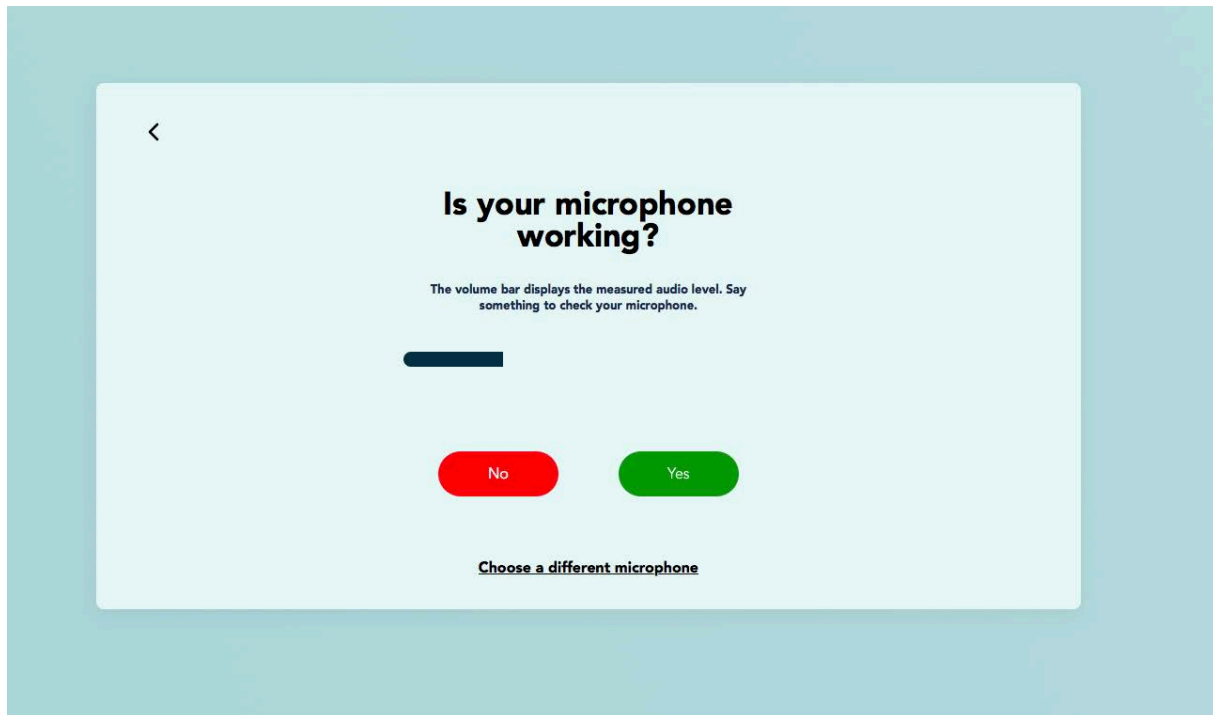 Is your microphone
working?
The volume bar displays the measured audio level. Say
something to check your microphone.
No
Yes
Choose a different microphone